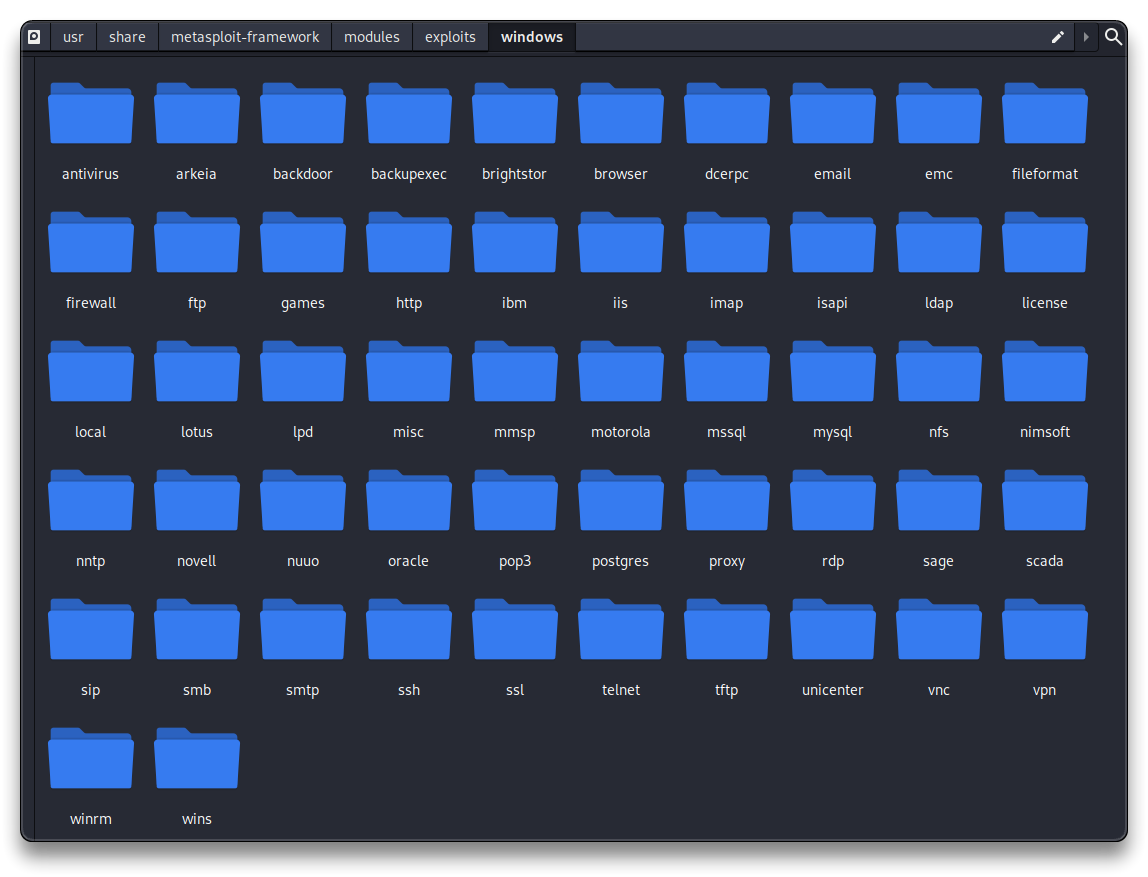 usr share metasploit-framework modules exploits windows
antivirus arkeia backdoor backupexec brightstor browser dcerpc email emc fileformat
firewall ftp games http ibm iis imap isapi ldap license
local lotus lpd misc mmsp motorola mssql mysql nfs nimsoft
nntp novell nuuo oracle pop3 postgres proxy rdp sage scada
sip smb smtp ssh ssl telnet tftp unicenter vnc vpn
winrm wins